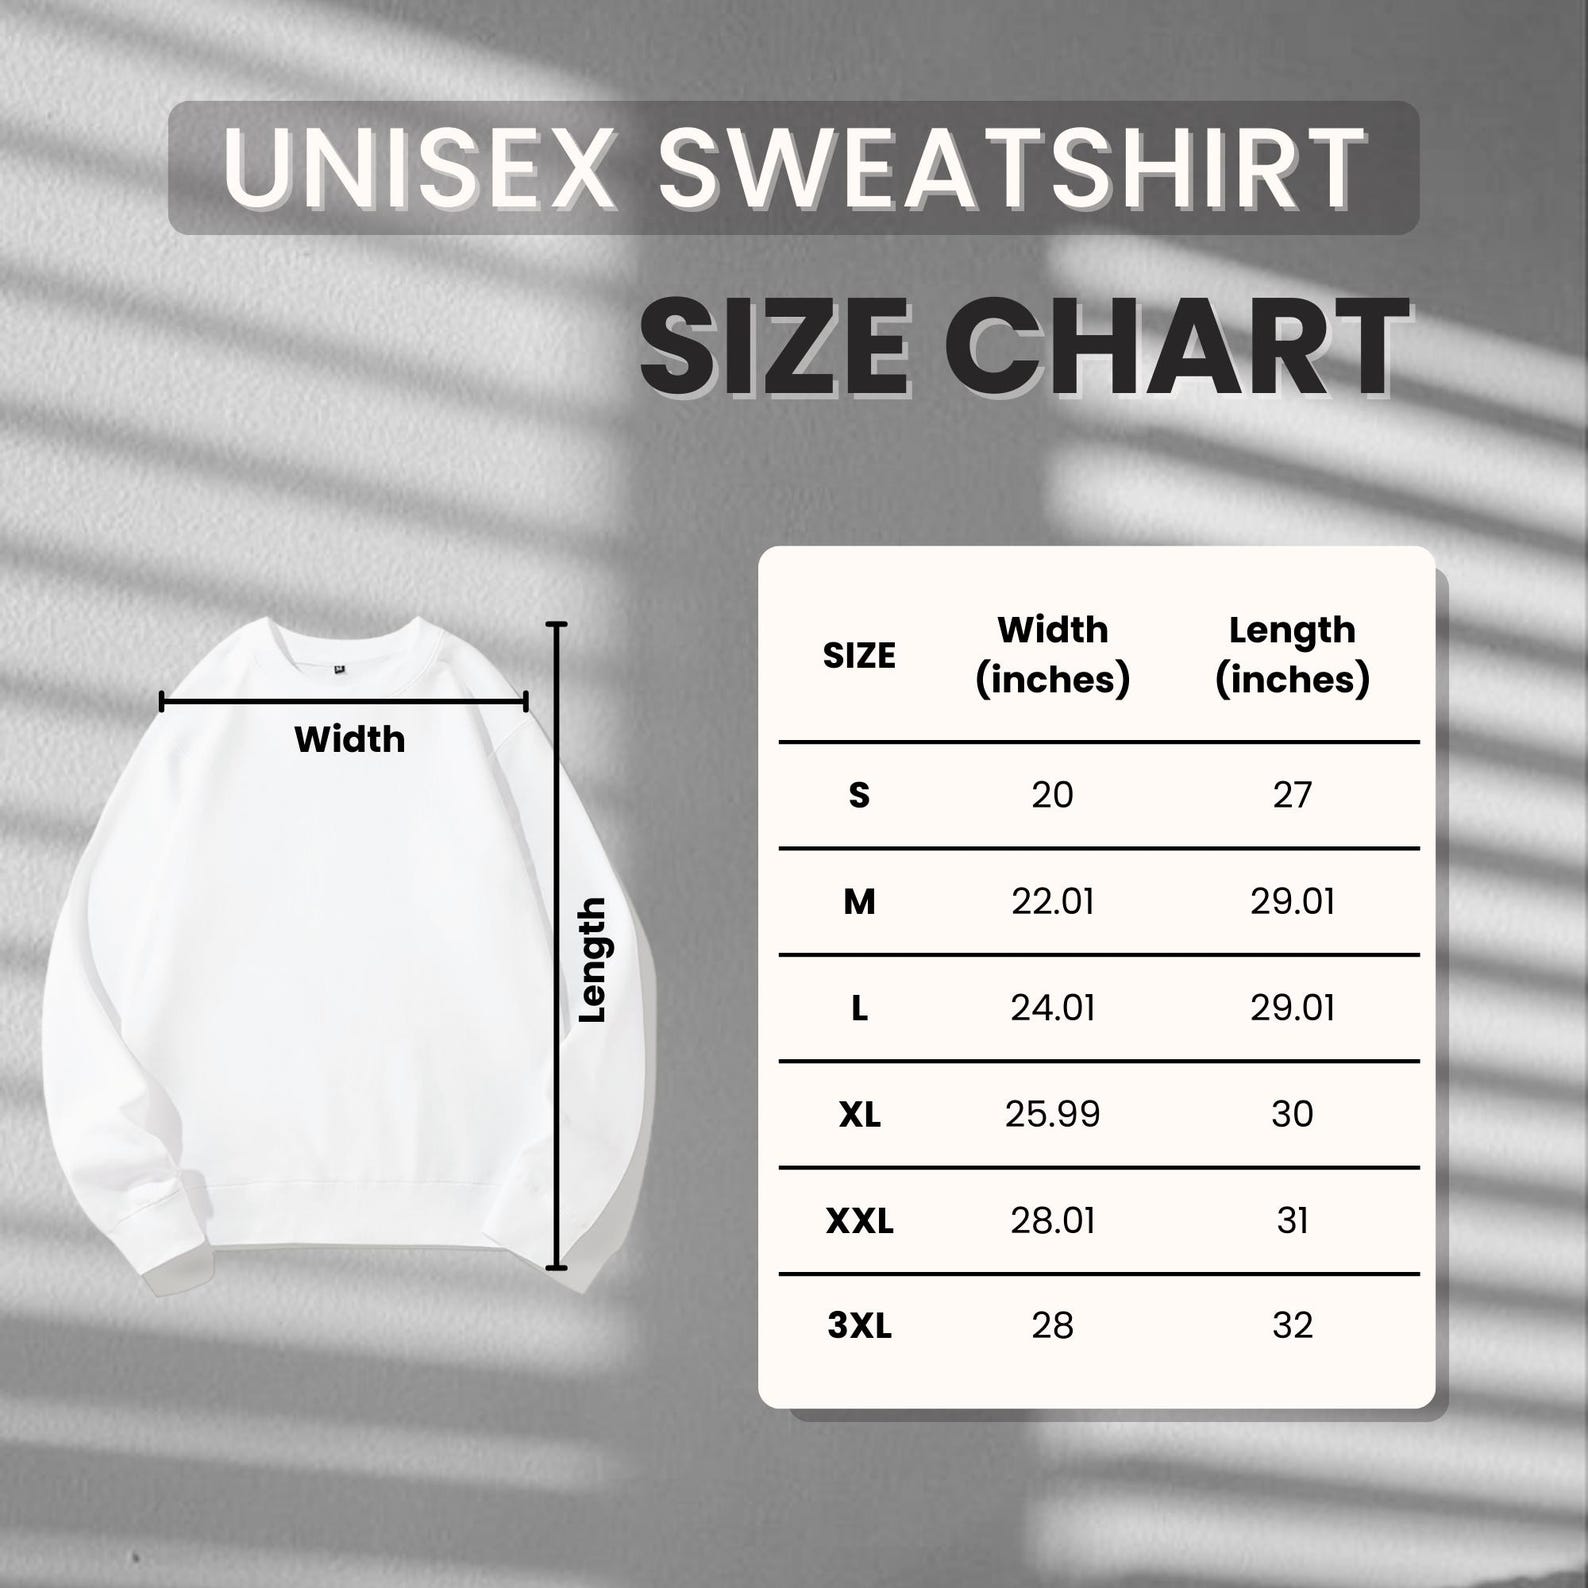 UNISEX SWEATSHIRT
SIZE CHART
Width
Length
SIZE Width (inches) Length (inches)
S 20 27
M 22.01 29.01
L 24.01 29.01
XL 25.99 30
XXL 28.01 31
3XL 28 32